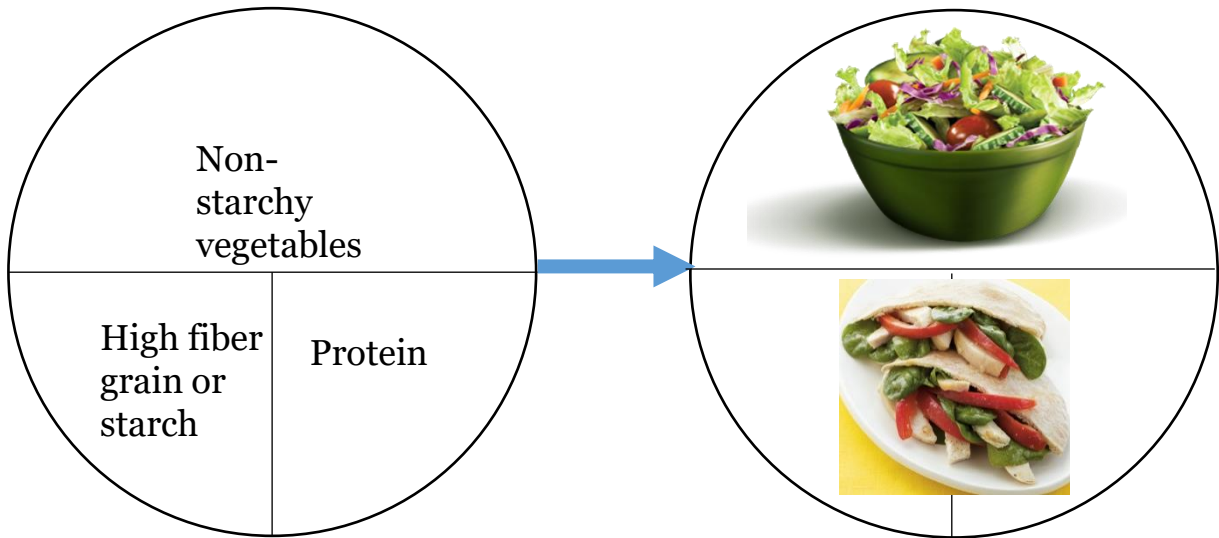 Non-
starchy
vegetables
High fiber
grain or
starch
Protein